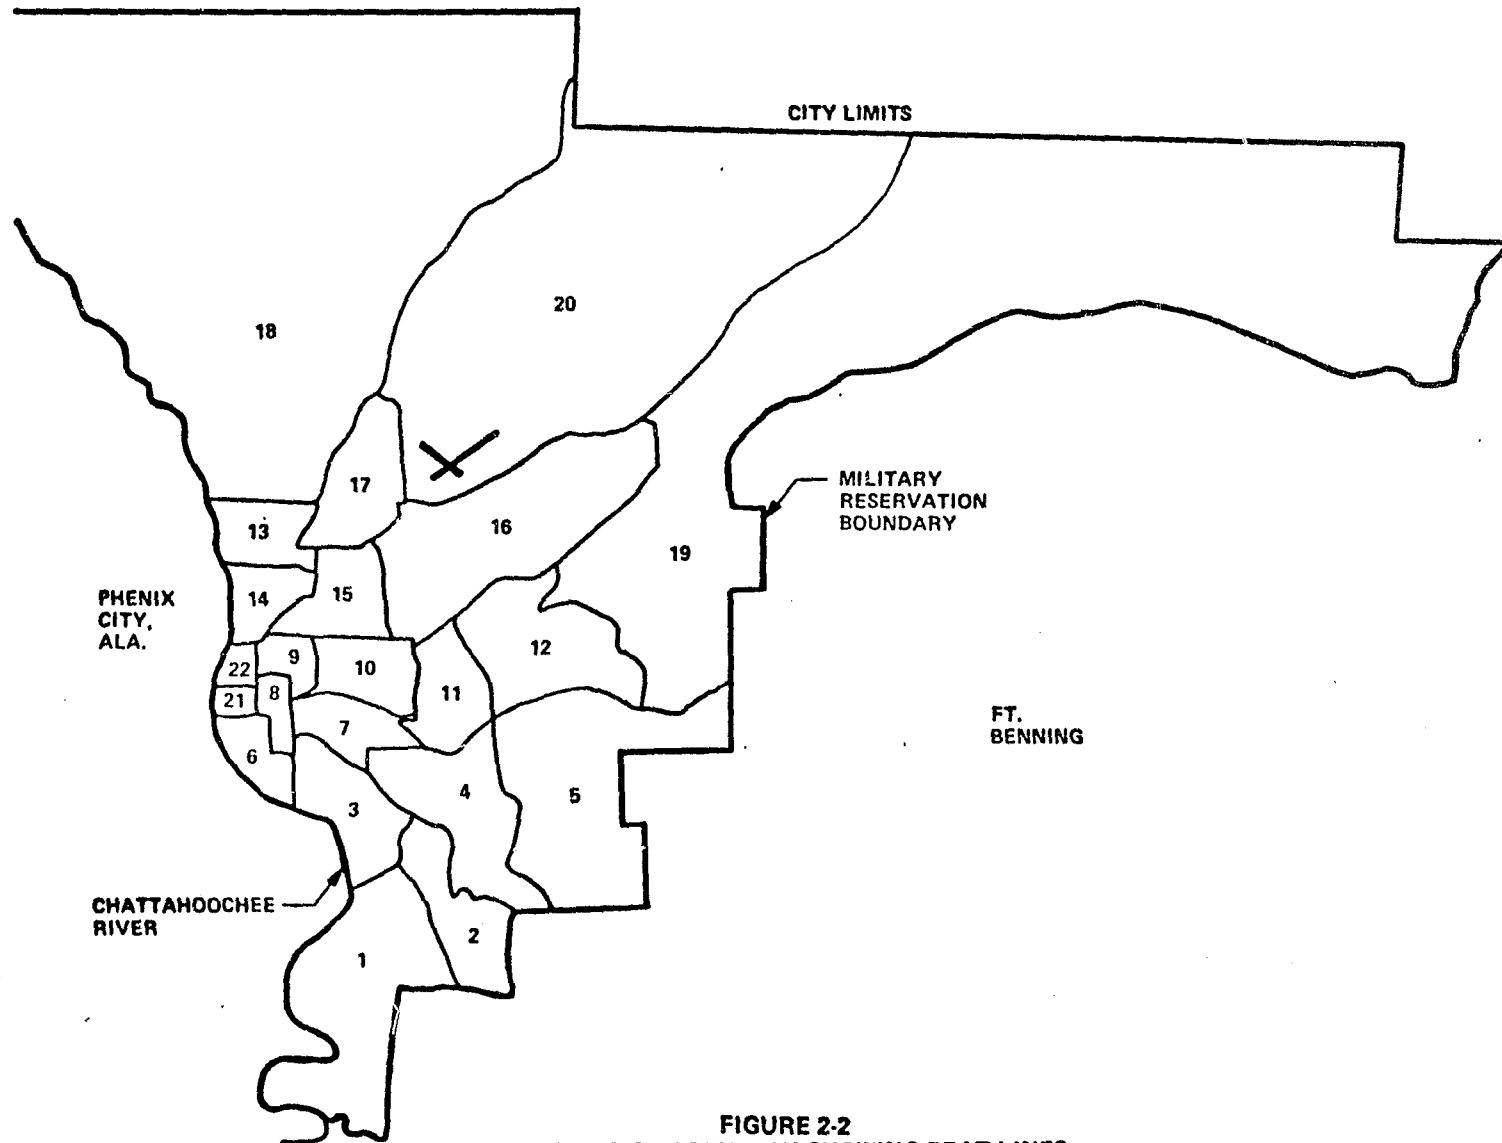 CITY LIMITS
20
18
17
MILITARY
RESERVATION
BOUNDARY
16
13
19
PHENIX
CITY,
ALA.
14
15
12
9
10
22
8
11
21
FT.
BENNING
7
6
4
5
3
CHATTAHOOCHEE
RIVER
2
1
FIGURE 2-2